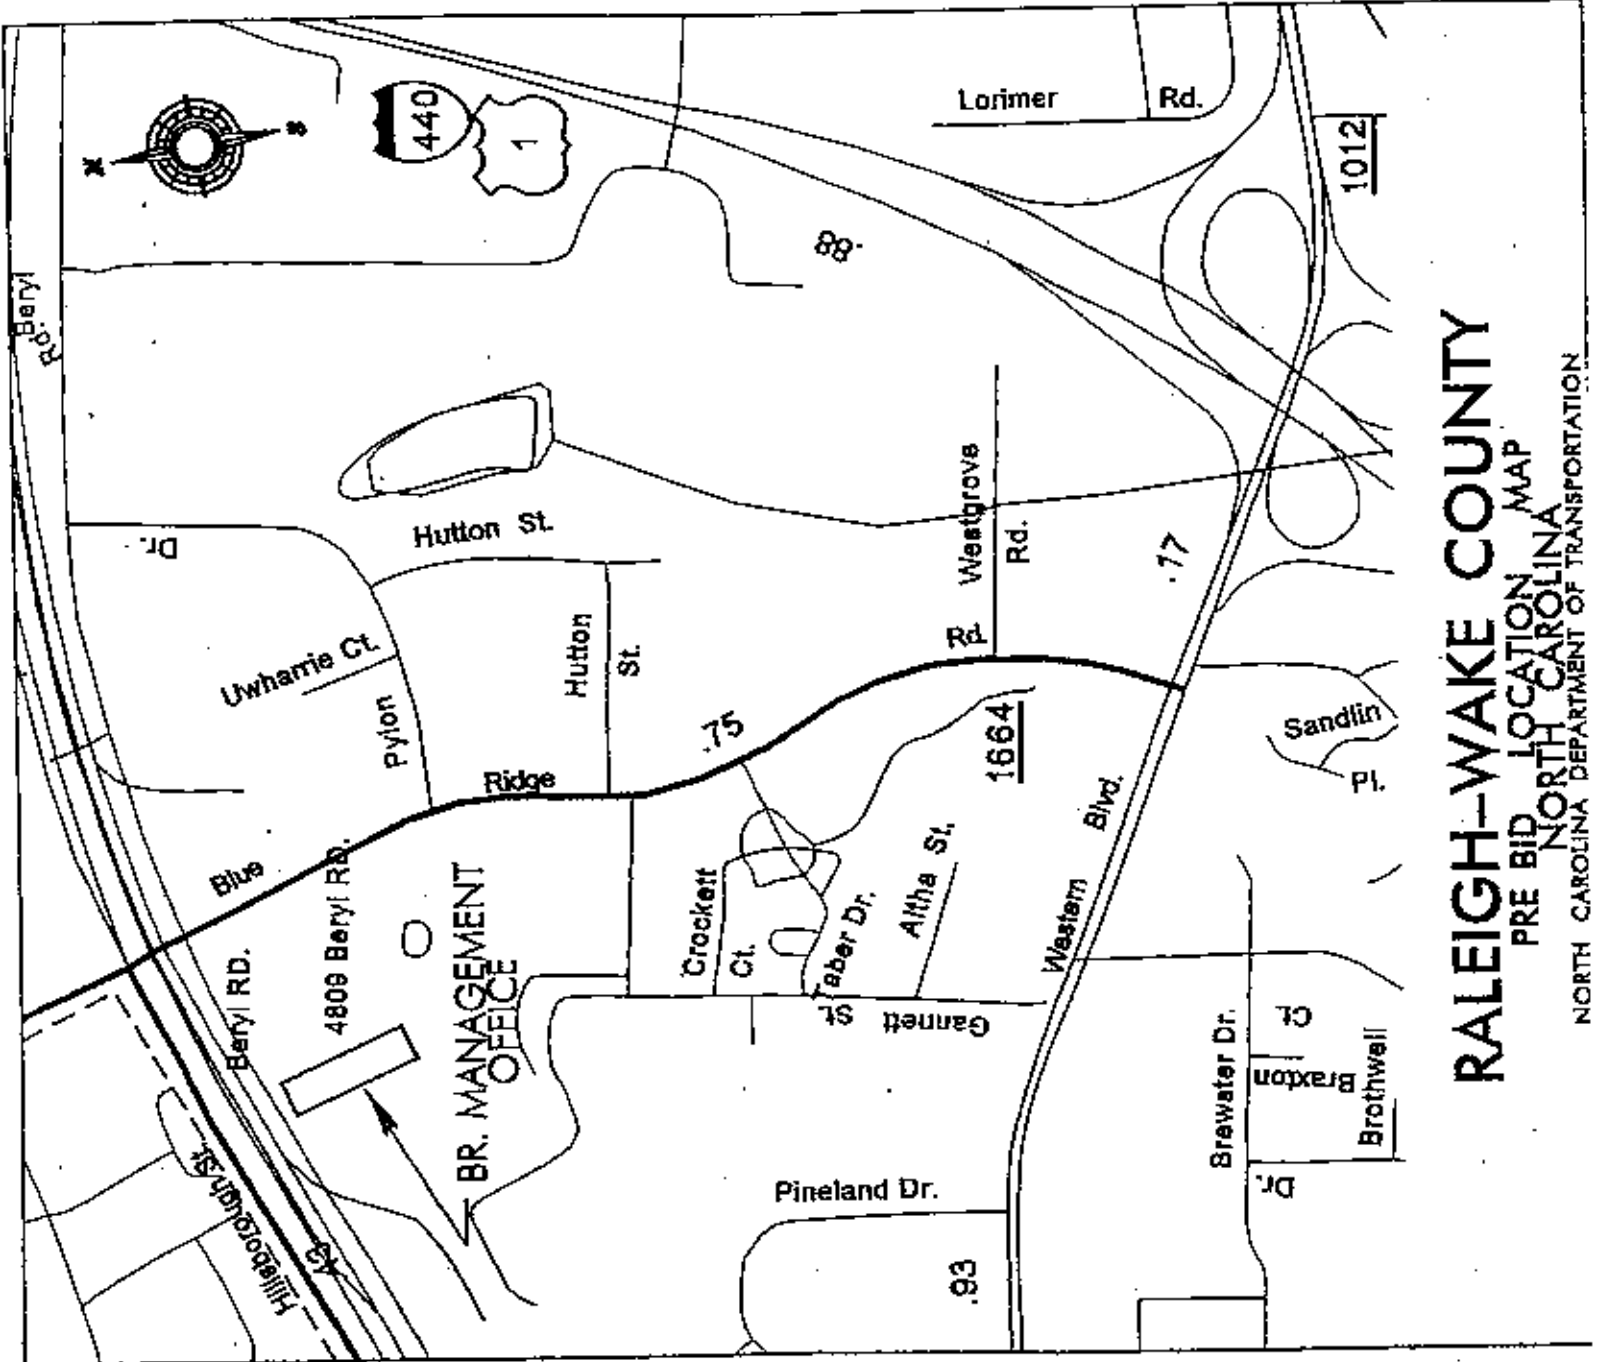 Beryl
Rd.
N
S
440
1
Lorimer
Rd.
1012
.88
Dr.
Hutton St.
Westgrove
Rd.
.17
Uwharrie Ct.
Pylon
Hutton
St.
Rd.
.75
1664
Ridge
Blue
4809 Beryl RD.
Beryl RD.
BR. MANAGEMENT
OFFICE
Crockett
Ct.
Taber Dr.
Altha St.
Western
Blvd.
Sandlin
Pl.
Gannett
St.
Brewater Dr.
Ct.
Braxton
Brothwell
Dr.
Hillsborough St.
Pineland Dr.
.93
RALEIGH-WAKE COUNTY
PRE BID LOCATION MAP
NORTH CAROLINA
NORTH CAROLINA DEPARTMENT OF TRANSPORTATION